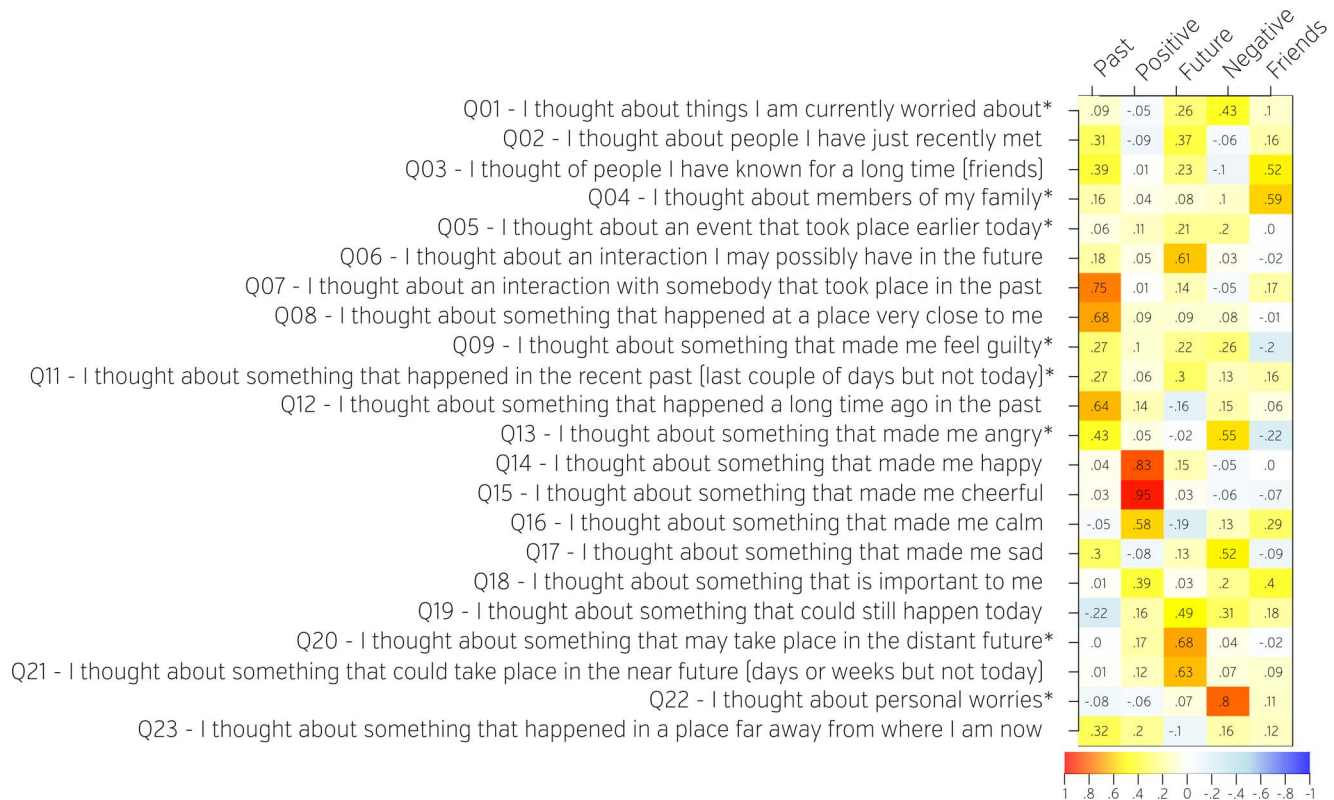 Past Positive Future Negative Friends
Q01 - I thought about things I am currently worried about* .09 -.05 .26 .43 .1
Q02 - I thought about people I have just recently met .31 -.09 .37 -.06 .16
Q03 - I thought of people I have known for a long time (friends) .39 .01 .23 -.1 .52
Q04 - I thought about members of my family* .16 .04 .08 .1 .59
Q05 - I thought about an event that took place earlier today* .06 .11 .21 .2 .0
Q06 - I thought about an interaction I may possibly have in the future .18 .05 .61 .03 -.02
Q07 - I thought about an interaction with somebody that took place in the past .75 .01 .14 -.05 .17
Q08 - I thought about something that happened at a place very close to me .68 .09 .09 .08 -.01
Q09 - I thought about something that made me feel guilty* .27 .1 .22 .26 -.2
Q11 - I thought about something that happened in the recent past (last couple of days but not today)* .27 .06 .3 .13 .16
Q12 - I thought about something that happened a long time ago in the past .64 .14 -.16 .15 .06
Q13 - I thought about something that made me angry* .43 .05 -.02 .55 -.22
Q14 - I thought about something that made me happy .04 .83 .15 -.05 .0
Q15 - I thought about something that made me cheerful .03 .95 .03 -.06 -.07
Q16 - I thought about something that made me calm -.05 .58 -.19 .13 .29
Q17 - I thought about something that made me sad .3 -.08 .13 .52 -.09
Q18 - I thought about something that is important to me .01 .39 .03 .2 .4
Q19 - I thought about something that could still happen today -.22 .16 .49 .31 .18
Q20 - I thought about something that may take place in the distant future* .0 .17 .68 .04 -.02
Q21 - I thought about something that could take place in the near future (days or weeks but not today) .01 .12 .63 .07 .09
Q22 - I thought about personal worries* -.08 -.06 .07 .8 .11
Q23 - I thought about something that happened in a place far away from where I am now .32 .2 -.1 .16 .12
1 .8 .6 .4 .2 0 -.2 -.4 -.6 -.8 -1